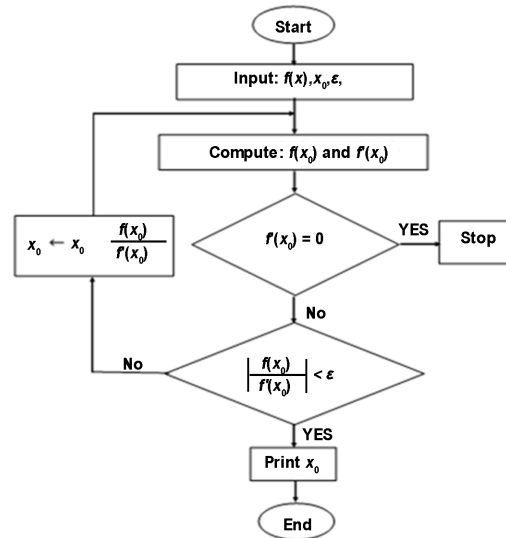 Start
Input: f(x),x₀,ε,
Compute: f(x₀) and f'(x₀)
f'(x₀) = 0
YES
Stop
x₀ ← x₀ f(x₀)
f'(x₀)
No
No
| f(x₀) | < ε
f'(x₀)
YES
Print x₀
End